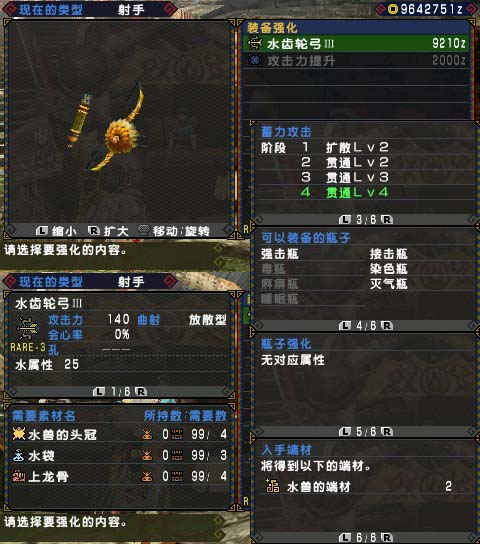 现在的类型 射手
L 缩小 R 扩大 移动/旋转
请选择要强化的内容。
现在的类型 射手
水齿轮弓III
攻击力 140 曲射 放散型
会心率 0%
RARE-3 孔 ---
水属性 25
L 1/6 R
需要素材名 所持数:需要数
水兽的头冠 0 99/ 4
水袋 0 99/ 3
上龙骨 0 99/ 4
请选择要强化的内容。
9642751z
装备强化
水齿轮弓III 9210z
攻击力提升 2000z
蓄力攻击
阶段 1 扩散Lv2
2 贯通Lv2
3 贯通Lv3
4 贯通Lv4
L 3/6 R
可以装备的瓶子
强击瓶 接击瓶
毒瓶 染色瓶
麻痹瓶 灭气瓶
睡眠瓶
L 4/6 R
瓶子强化
无对应属性
L 5/6 R
入手端材
将得到以下的端材。
水兽的端材 2
L 6/6 R